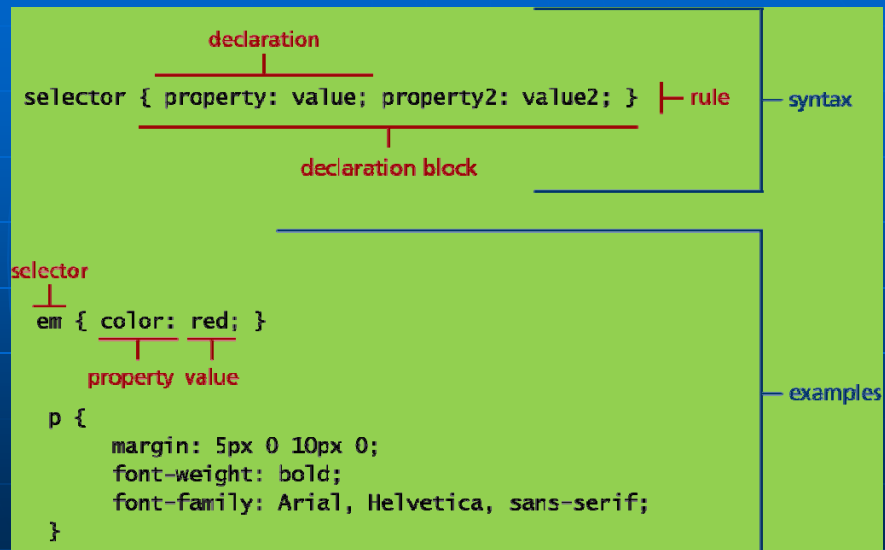 declaration
selector { property: value; property2: value2; } rule
syntax
declaration block
selector
em { color: red; }
property value
examples
p {
margin: 5px 0 10px 0;
font-weight: bold;
font-family: Arial, Helvetica, sans-serif;
}